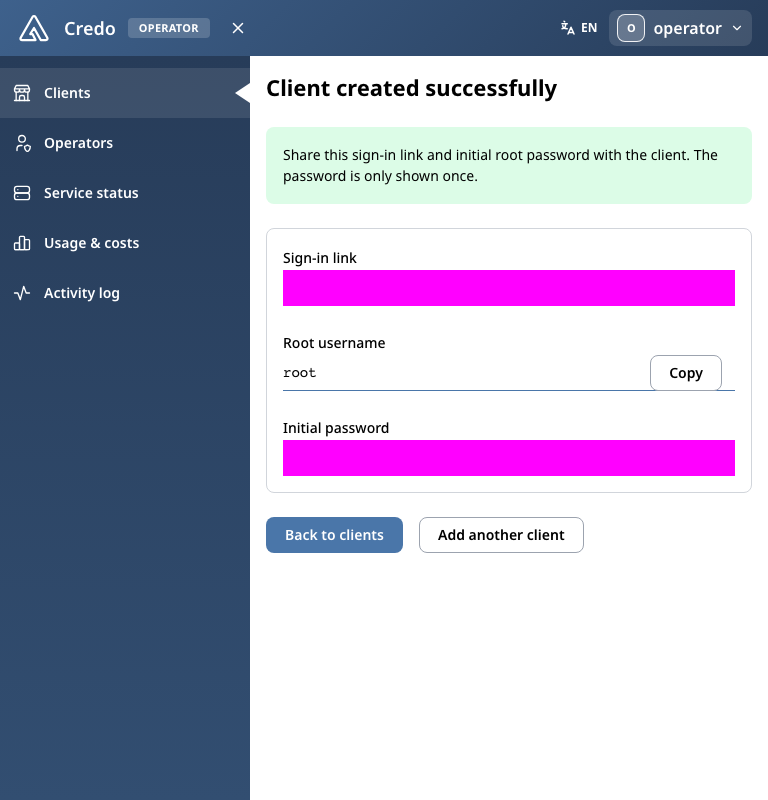 Credo
OPERATOR
EN
O
operator
Clients
Operators
Service status
Usage & costs
Activity log
Client created successfully
Share this sign-in link and initial root password with the client. The
password is only shown once.
Sign-in link
Root username
root
Copy
Initial password
Back to clients
Add another client